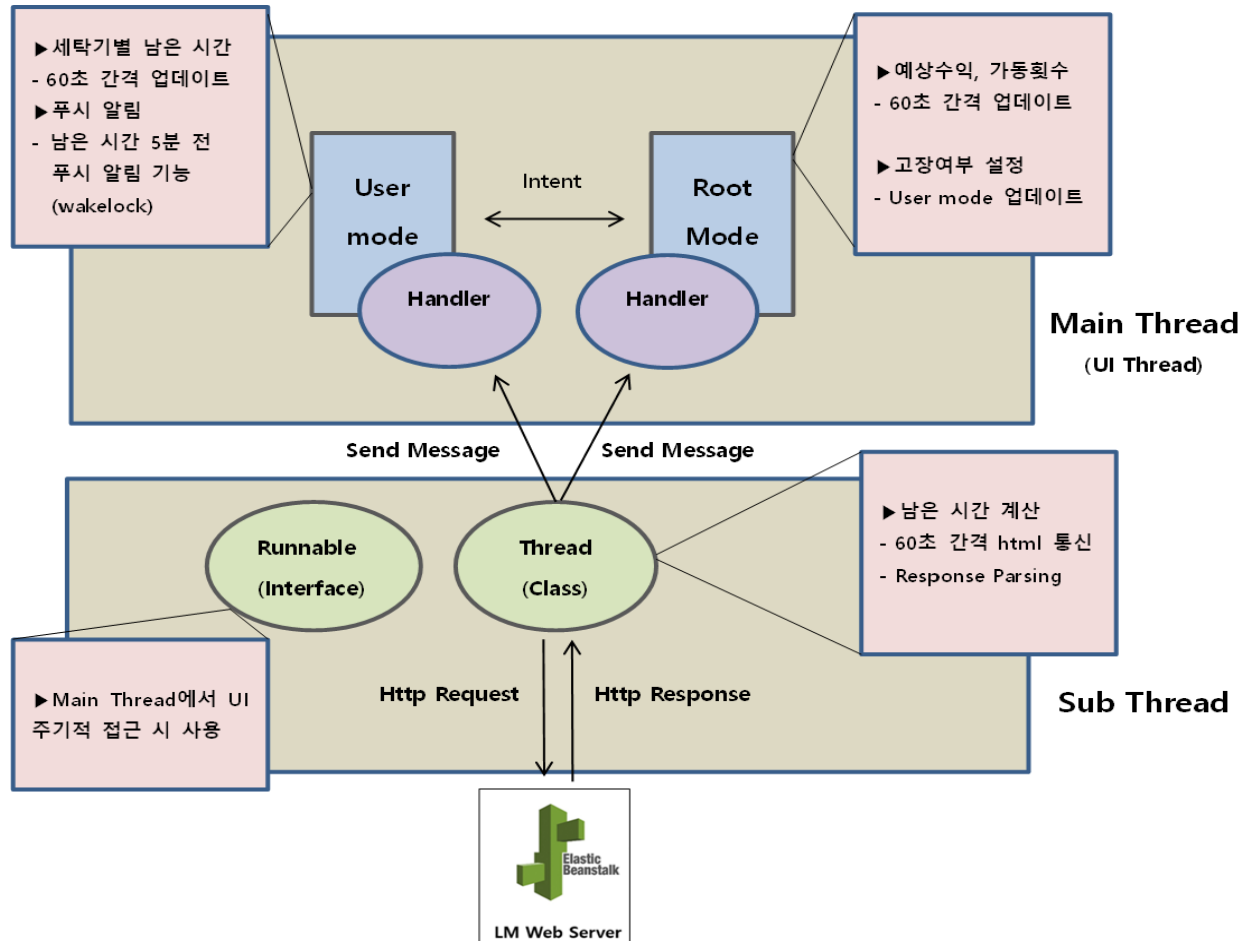 ▶세탁기별 남은 시간
- 60초 간격 업데이트
▶푸시 알림
- 남은 시간 5분 전
푸시 알림 기능
(wakelock)
▶예상수익, 가동횟수
- 60초 간격 업데이트
▶고장여부 설정
- User mode 업데이트
User
mode
Intent
Root
Mode
Handler
Handler
Main Thread
(UI Thread)
Send Message
Send Message
Runnable
(Interface)
Thread
(Class)
▶남은 시간 계산
- 60초 간격 html 통신
- Response Parsing
▶Main Thread에서 UI
주기적 접근 시 사용
Http Request
Http Response
Sub Thread
Elastic
Beanstalk
LM Web Server